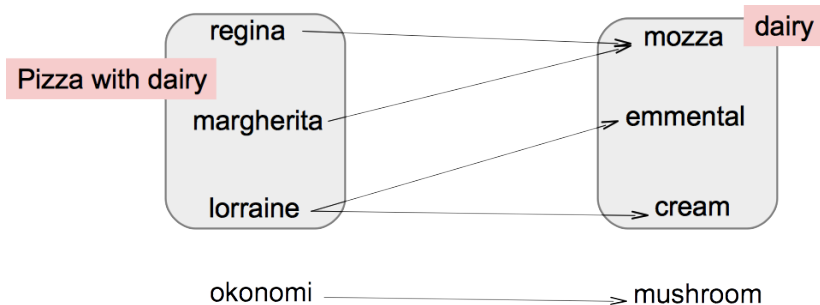 regina
mozza
dairy
Pizza with dairy
margherita
emmental
lorraine
cream
okonomi
mushroom